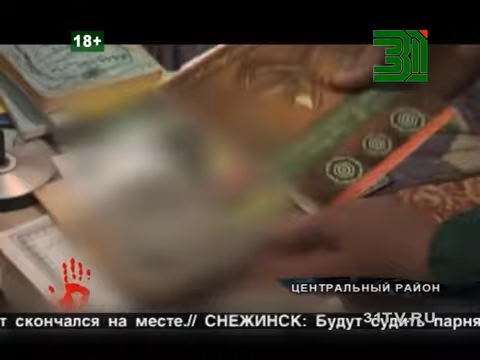 18+
31
ЦЕНТРАЛЬНЫЙ РАЙОН
31TV.RU
т скончался на месте.// СНЕЖИНСК: Будут судить парня